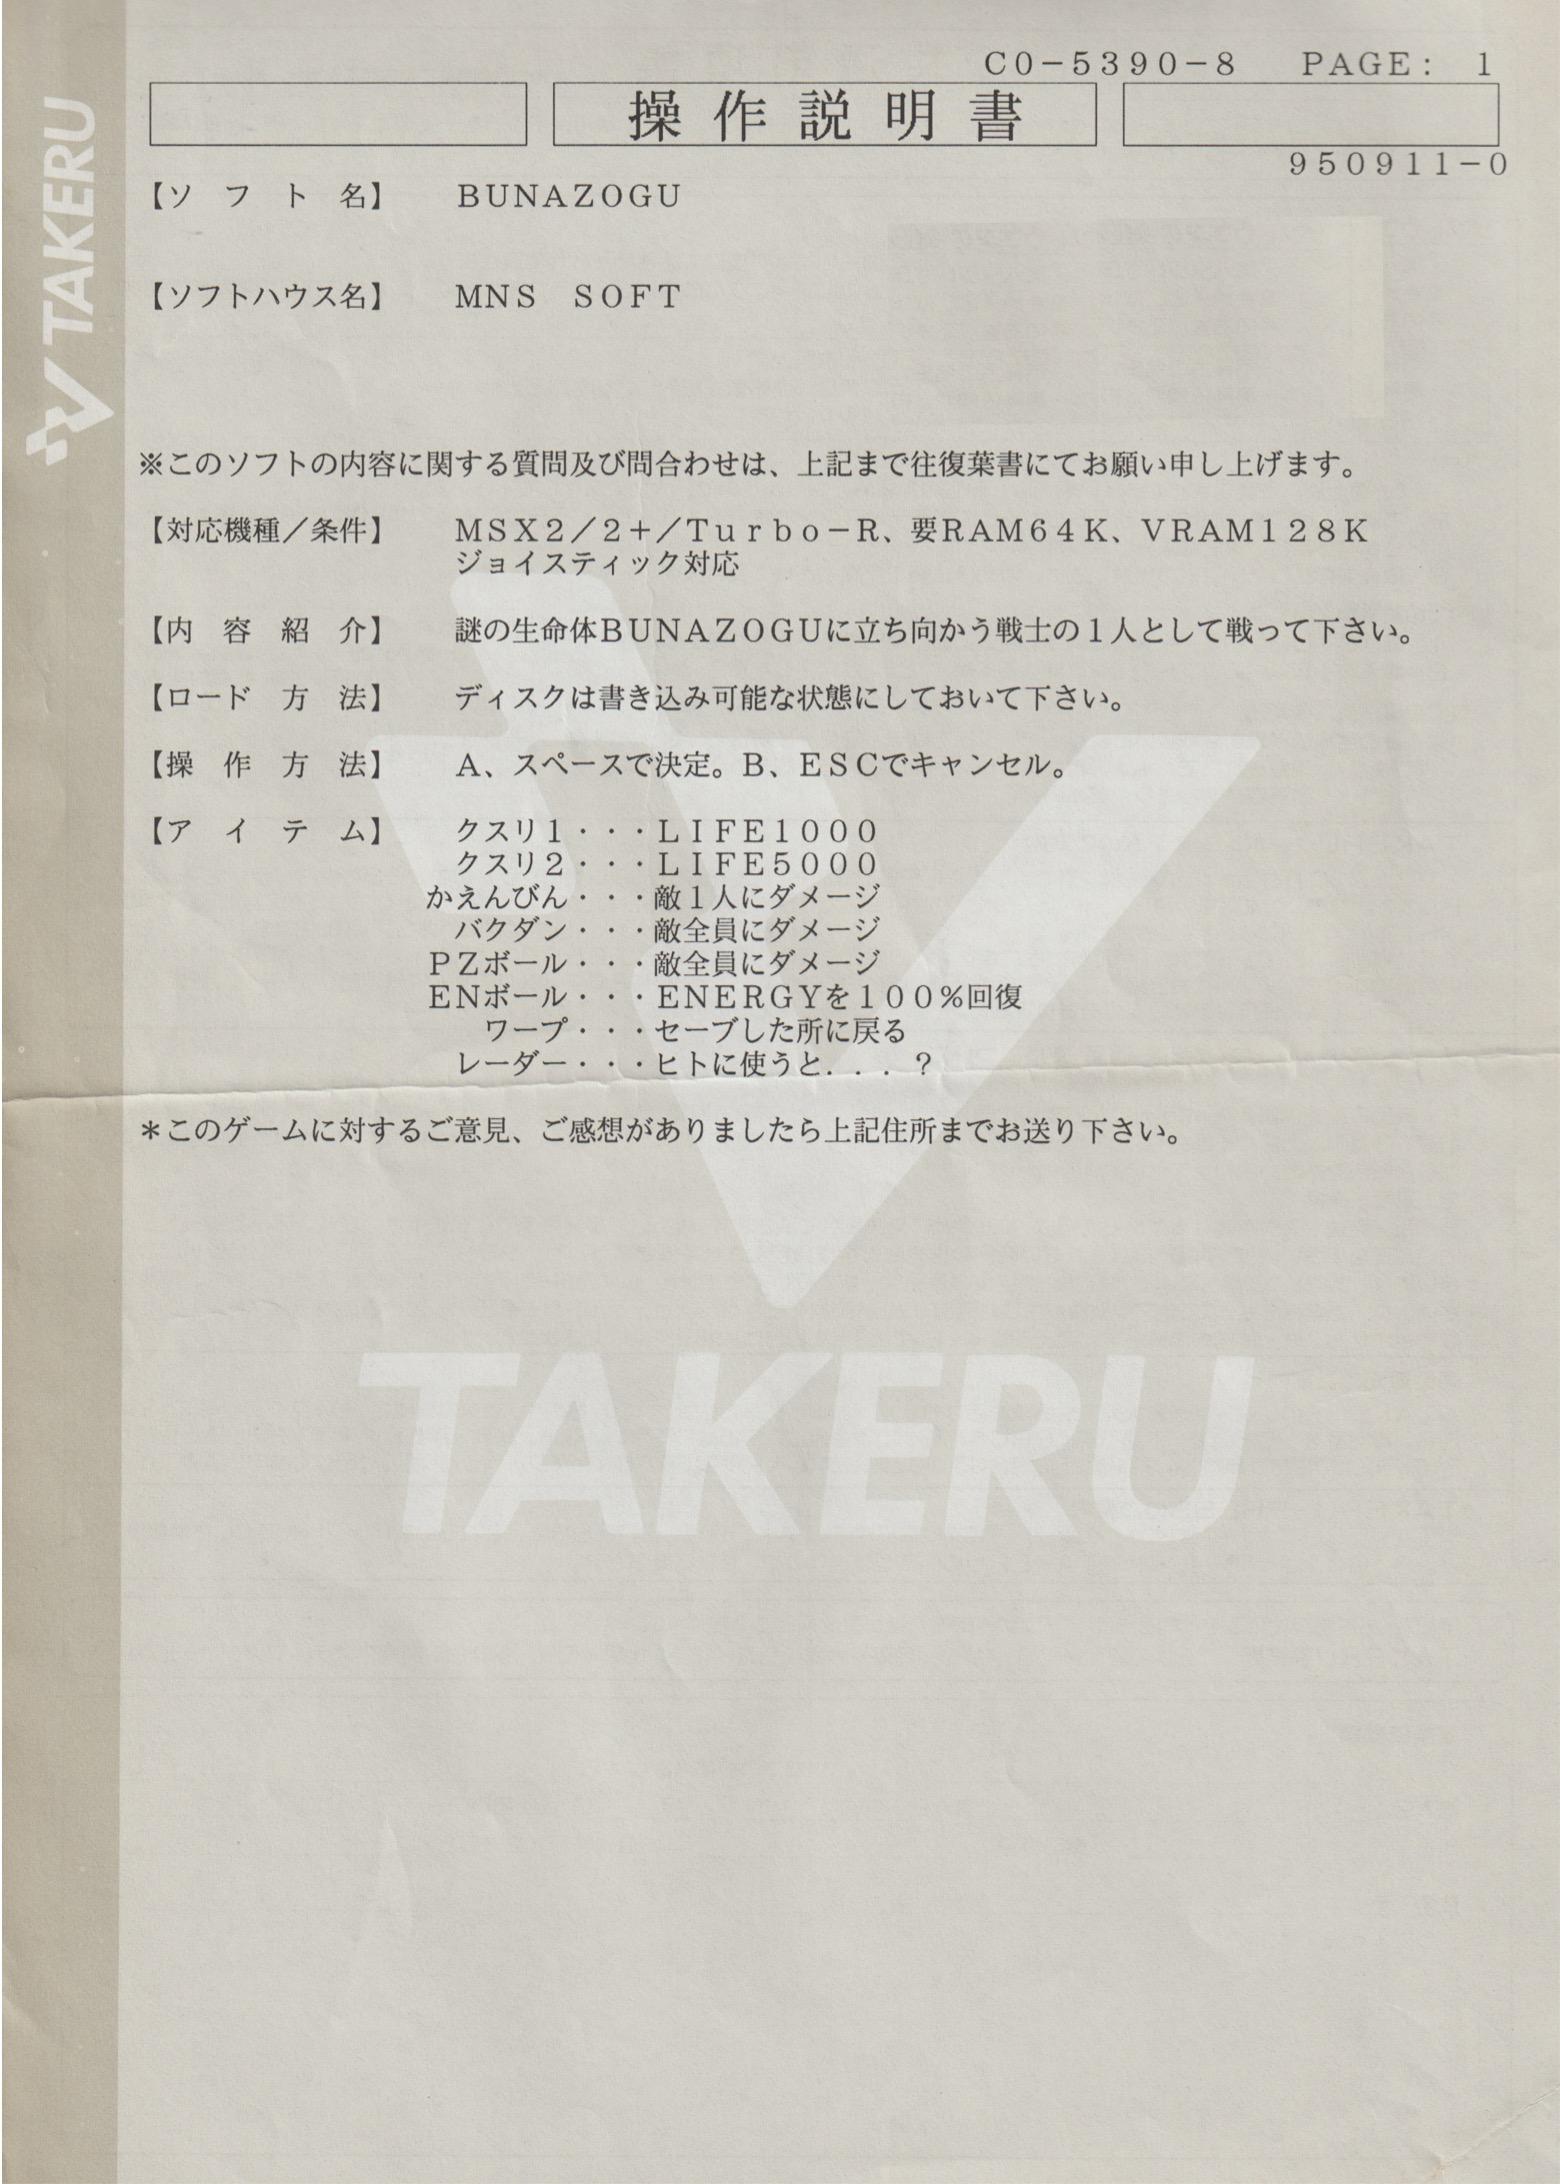 CO-5390-8　PAGE:　1
操作説明書
950911-0
【ソフト名】　BUNAZOGU
【ソフトハウス名】　MNS　SOFT
※このソフトの内容に関する質問及び問合わせは、上記まで往復葉書にてお願い申し上げます。
【対応機種／条件】　MSX2／2+／Turbo-R、要RAM64K、VRAM128K
ジョイスティック対応
【内容紹介】　謎の生命体BUNAZOGUに立ち向かう戦士の1人として戦って下さい。
【ロード方法】　ディスクは書き込み可能な状態にしておいて下さい。
【操作方法】　A、スペースで決定。B、ESCでキャンセル。
【アイテム】　クスリ1・・・LIFE1000
クスリ2・・・LIFE5000
かえんびん・・・敵1人にダメージ
バクダン・・・敵全員にダメージ
PZボール・・・敵全員にダメージ
ENボール・・・ENERGYを100%回復
ワープ・・・セーブした所に戻る
レーダー・・・ヒトに使うと．．．？
＊このゲームに対するご意見、ご感想がありましたら上記住所までお送り下さい。
TAKERU
TAKERU